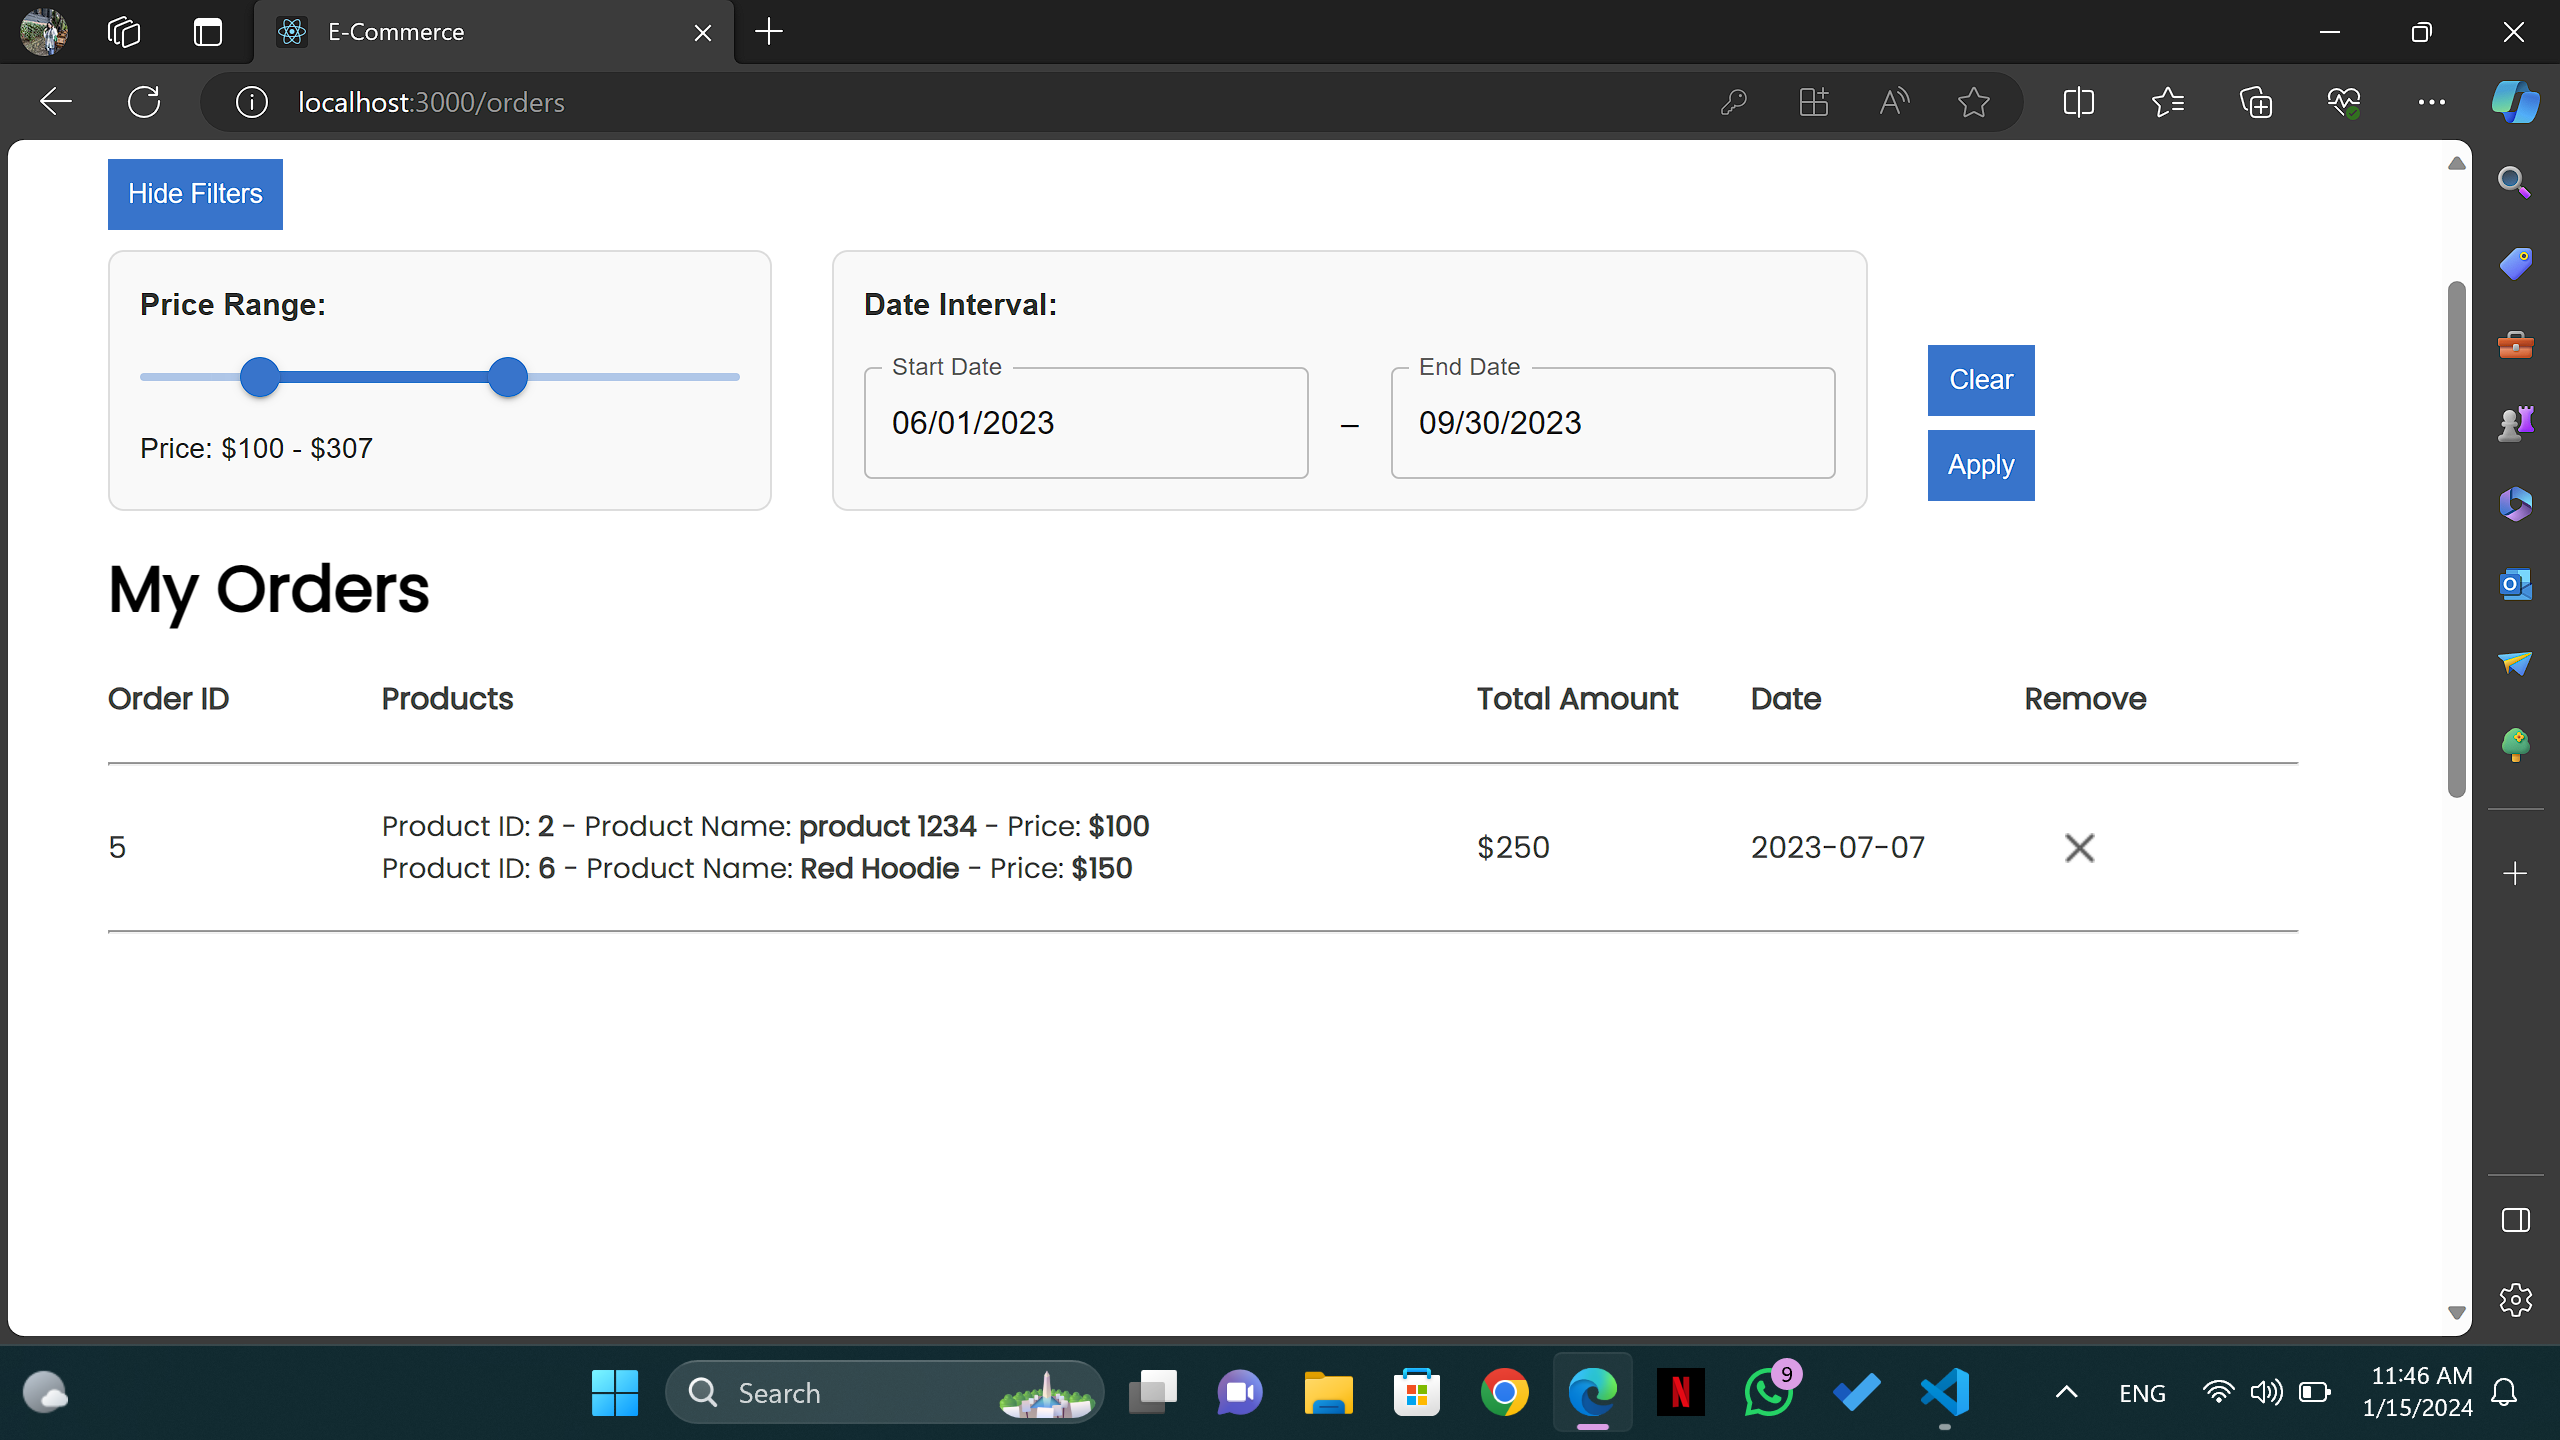 E-Commerce
localhost:3000/orders
Hide Filters
Price Range:
Price: $100 - $307
Date Interval:
Start Date
06/01/2023
–
End Date
09/30/2023
Clear
Apply
My Orders
Order ID Products Total Amount Date Remove
5
Product ID: 2 - Product Name: product 1234 - Price: $100
Product ID: 6 - Product Name: Red Hoodie - Price: $150
$250
2023-07-07
Search
9
ENG
11:46 AM
1/15/2024